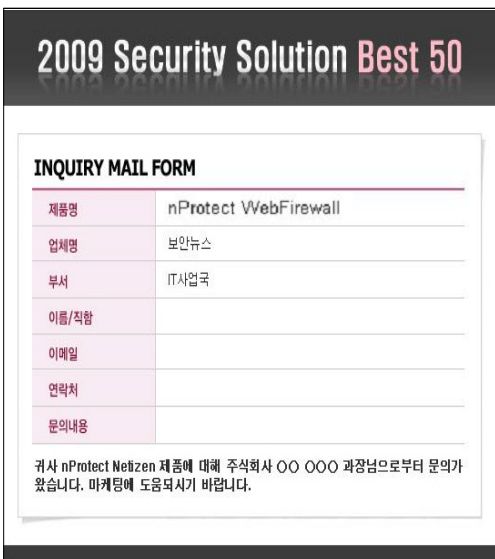 2009 Security Solution Best 50
INQUIRY MAIL FORM
제품명 nProtect WebFirewall
업체명 보안뉴스
부서 IT사업국
이름/직함
이메일
연락처
문의내용
귀사 nProtect Netizen 제품에 대해 주식회사 OO OOO 과장님으로부터 문의가
왔습니다. 마케팅에 도움되시기 바랍니다.